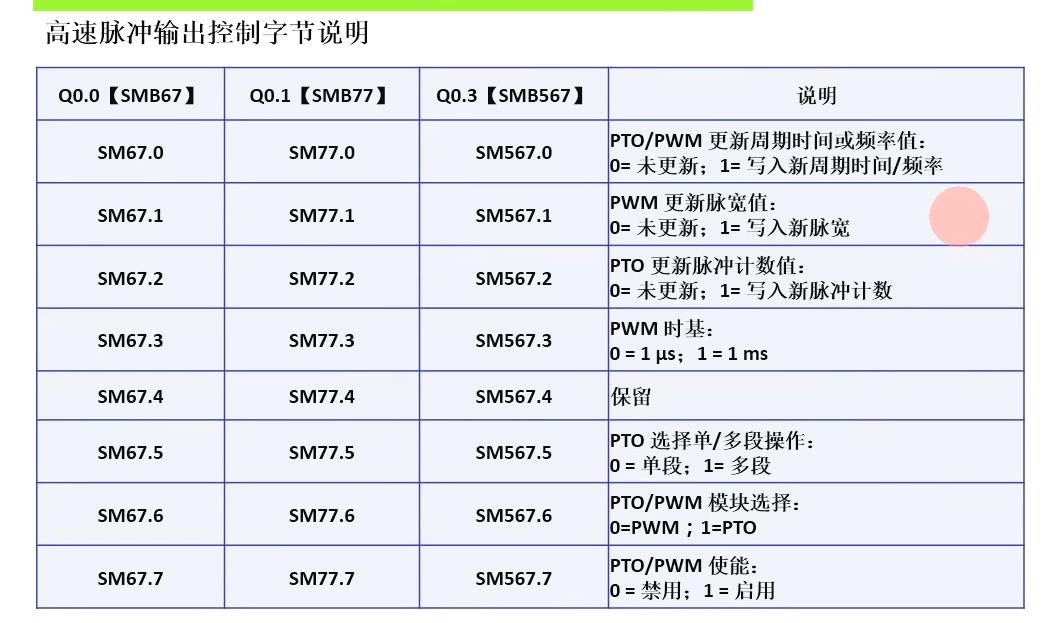 高速脉冲输出控制字节说明
Q0.0【SMB67】 Q0.1【SMB77】 Q0.3【SMB567】 说明
SM67.0 SM77.0 SM567.0 PTO/PWM 更新周期时间或频率值：
0= 未更新；1= 写入新周期时间/频率
SM67.1 SM77.1 SM567.1 PWM 更新脉宽值：
0= 未更新；1= 写入新脉宽
SM67.2 SM77.2 SM567.2 PTO 更新脉冲计数值：
0= 未更新；1= 写入新脉冲计数
SM67.3 SM77.3 SM567.3 PWM 时基：
0 = 1 μs；1 = 1 ms
SM67.4 SM77.4 SM567.4 保留
SM67.5 SM77.5 SM567.5 PTO 选择单/多段操作：
0 = 单段；1= 多段
SM67.6 SM77.6 SM567.6 PTO/PWM 模块选择：
0=PWM；1=PTO
SM67.7 SM77.7 SM567.7 PTO/PWM 使能：
0 = 禁用；1 = 启用